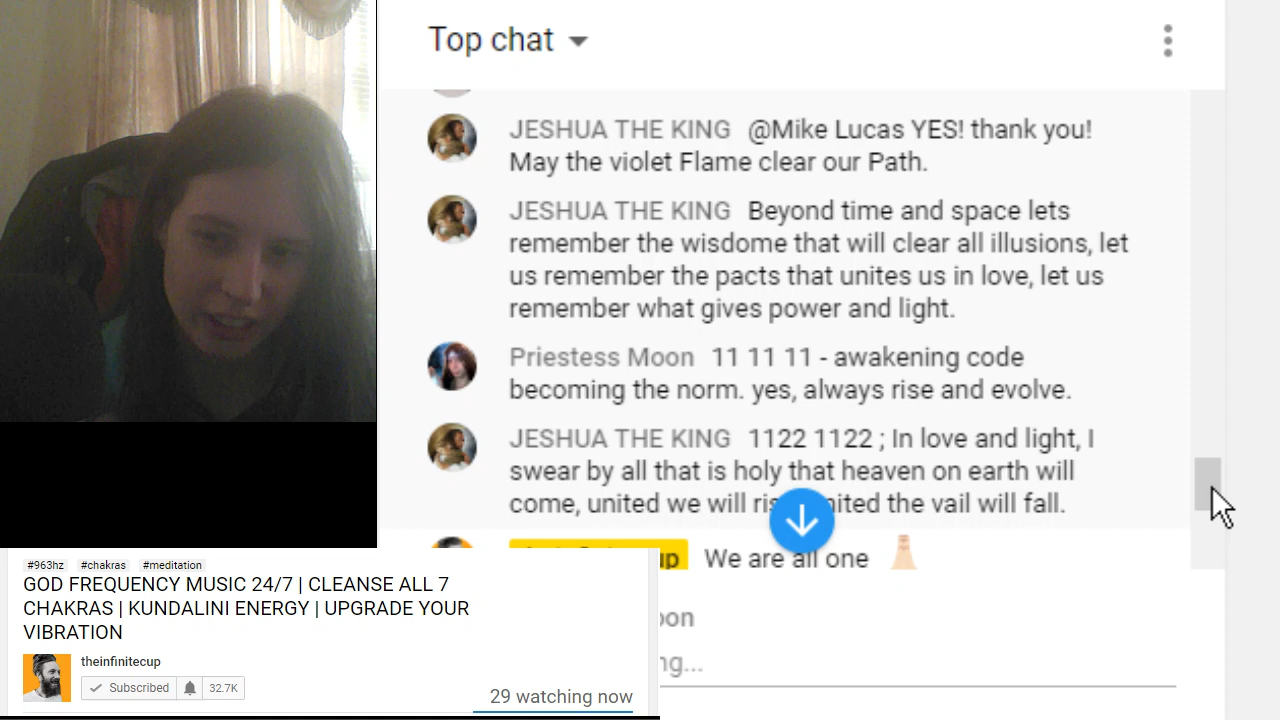 Top chat
JESHUA THE KING @Mike Lucas YES! thank you!
May the violet Flame clear our Path.
JESHUA THE KING Beyond time and space lets
remember the wisdome that will clear all illusions, let
us remember the pacts that unites us in love, let us
remember what gives power and light.
Priestess Moon 11 11 11 - awakening code
becoming the norm. yes, always rise and evolve.
JESHUA THE KING 1122 1122 ; In love and light, I
swear by all that is holy that heaven on earth will
come, united we will the vail will fall.
We are all one
#963hz #chakras #meditation
GOD FREQUENCY MUSIC 24/7 | CLEANSE ALL 7
CHAKRAS | KUNDALINI ENERGY | UPGRADE YOUR
VIBRATION
theinfinitecup
Subscribed 32.7K
29 watching now